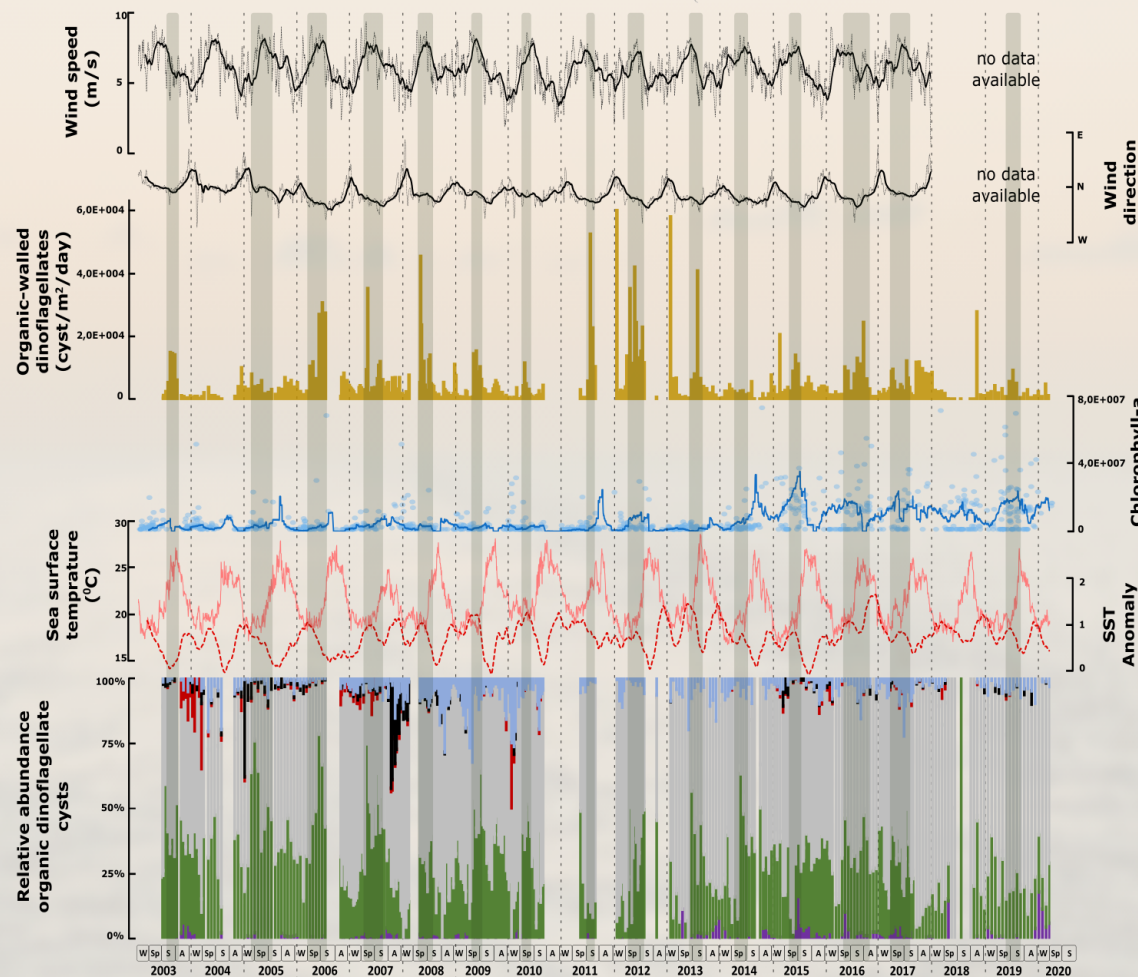 10
Wind speed
(m/s)
5
0
no data
available
E
N
W
Wind
direction
no data
available
6,0E+004
4,0E+004
2,0E+004
0
Organic-walled
dinoflagellates
(cyst/m²/day)
8,0E+007
4,0E+007
0
Chlorophyll-a
30
25
20
15
Sea surface
temprature
(⁰C)
2
1
0
SST
Anomaly
100%
75%
50%
25%
0%
Relative abundance
organic dinoflagellate
cysts
W Sp S A W Sp S A W Sp S A W Sp S A W Sp S A W Sp S A W Sp S A W Sp S A W Sp S A W Sp S A W Sp S A W Sp S A W Sp S A W Sp S A W Sp S A W Sp S A W Sp S A W Sp S
2003 2004 2005 2006 2007 2008 2009 2010 2011 2012 2013 2014 2015 2016 2017 2018 2019 2020